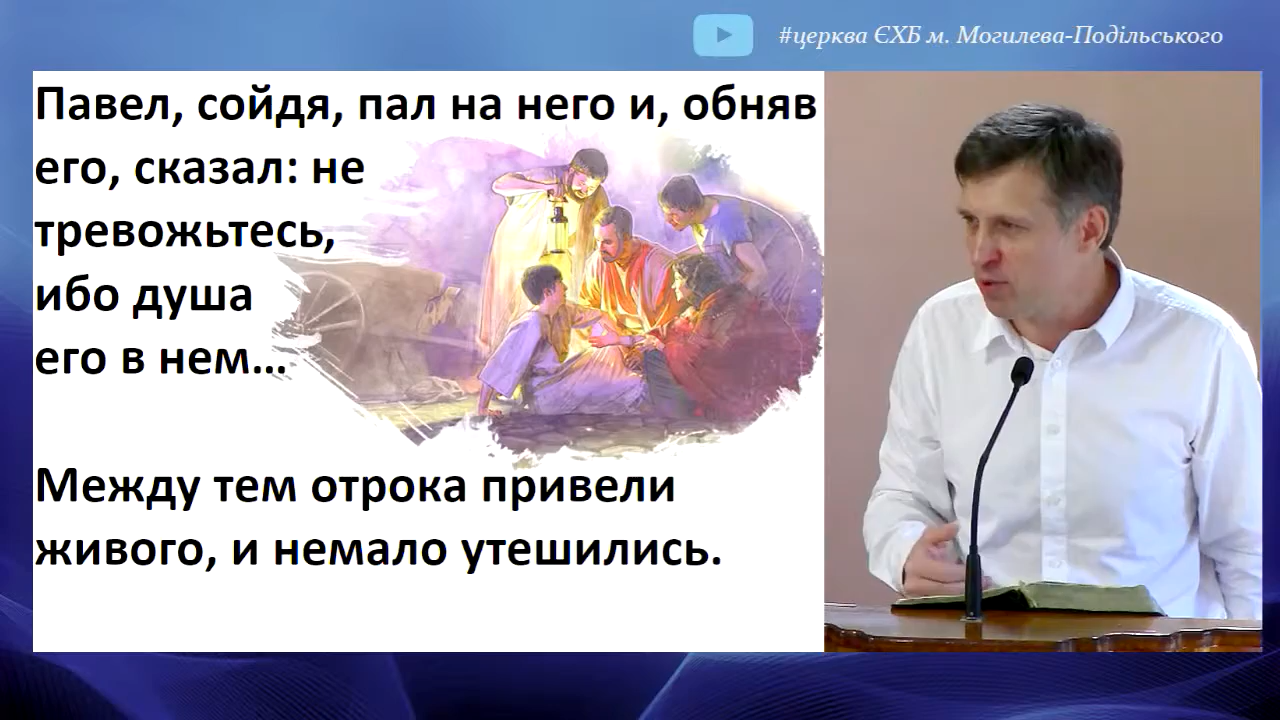 #церква ЄХБ м. Могилева-Подільського
Павел, сойдя, пал на него и, обняв
его, сказал: не
тревожьтесь,
ибо душа
его в нем...
Между тем отрока привели
живого, и немало утешились.